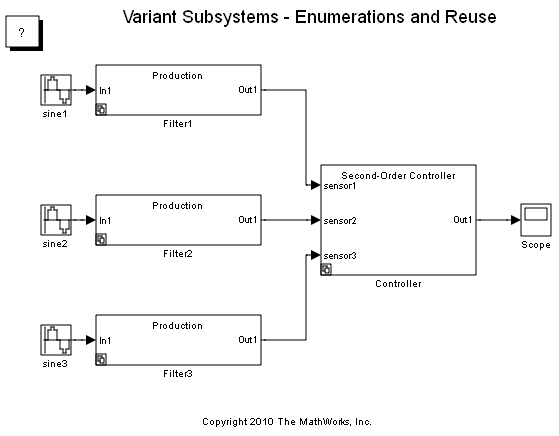 Variant Subsystems - Enumerations and Reuse
?
Production
In1
Out1
sine1
Filter1
Second-Order Controller
sensor1
Production
In1
Out1
sensor2
Out1
sine2
Filter2
Scope
sensor3
Controller
Production
In1
Out1
sine3
Filter3
Copyright 2010 The MathWorks, Inc.